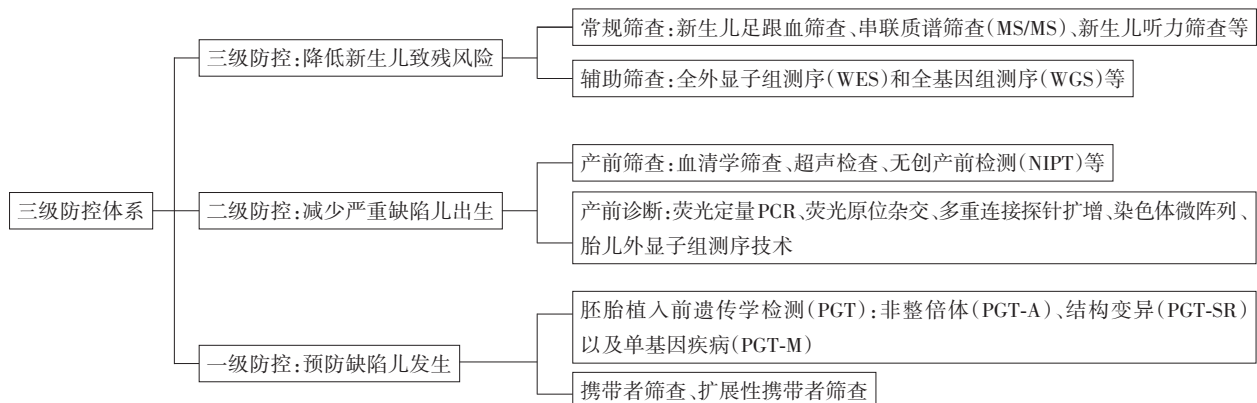 三级防控体系
三级防控:降低新生儿致残风险
常规筛查:新生儿足跟血筛查、串联质谱筛查(MS/MS)、新生儿听力筛查等
辅助筛查:全外显子组测序(WES)和全基因组测序(WGS)等
二级防控:减少严重缺陷儿出生
产前筛查:血清学筛查、超声检查、无创产前检测(NIPT)等
产前诊断:荧光定量PCR、荧光原位杂交、多重连接探针扩增、染色体微阵列、
胎儿外显子组测序技术
一级防控:预防缺陷儿发生
胚胎植入前遗传学检测(PGT):非整倍体(PGT-A)、结构变异(PGT-SR)
以及单基因疾病(PGT-M)
携带者筛查、扩展性携带者筛查